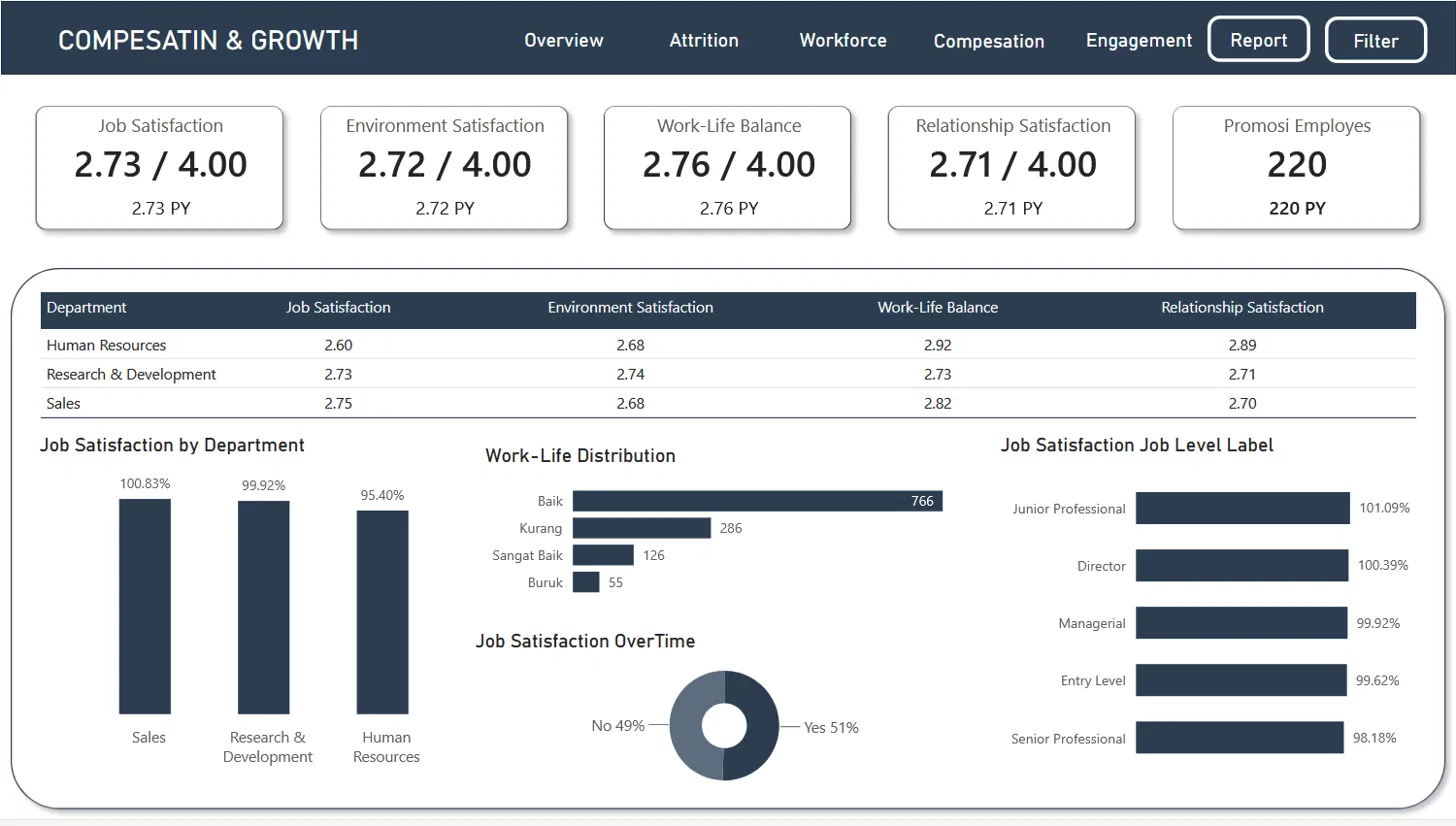 COMPESATIN & GROWTH
Overview
Attrition
Workforce
Compesation
Engagement
Report
Filter
Job Satisfaction
2.73 / 4.00
2.73 PY
Environment Satisfaction
2.72 / 4.00
2.72 PY
Work-Life Balance
2.76 / 4.00
2.76 PY
Relationship Satisfaction
2.71 / 4.00
2.71 PY
Promosi Employes
220
220 PY
Department Job Satisfaction Environment Satisfaction Work-Life Balance Relationship Satisfaction
Human Resources 2.60 2.68 2.92 2.89
Research & Development 2.73 2.74 2.73 2.71
Sales 2.75 2.68 2.82 2.70
Job Satisfaction by Department
100.83%
99.92%
95.40%
Sales
Research &
Development
Human
Resources
Work-Life Distribution
Baik 766
Kurang 286
Sangat Baik 126
Buruk 55
Job Satisfaction OverTime
No 49%
Yes 51%
Job Satisfaction Job Level Label
Junior Professional 101.09%
Director 100.39%
Managerial 99.92%
Entry Level 99.62%
Senior Professional 98.18%